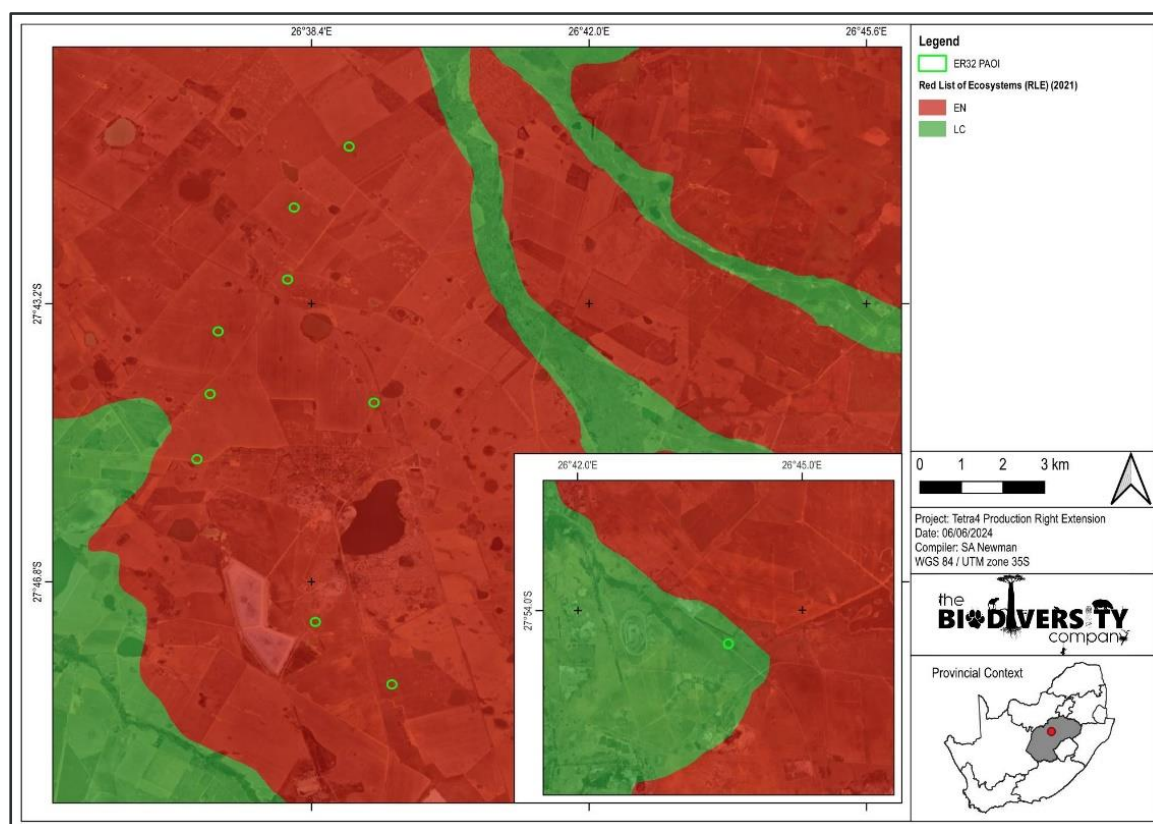 26°38.4'E 26°42.0'E 26°45.6'E
27°43.2'S
27°46.8'S
26°42.0'E 26°45.0'E
27°54.0'S
Legend
ER32 PAOI
Red List of Ecosystems (RLE) (2021)
EN
LC
0 1 2 3 km
Project: Tetra4 Production Right Extension
Date: 06/06/2024
Compiler: SA Newman
WGS 84 / UTM zone 35S
the
BIODIVERSITY
company
Provincial Context